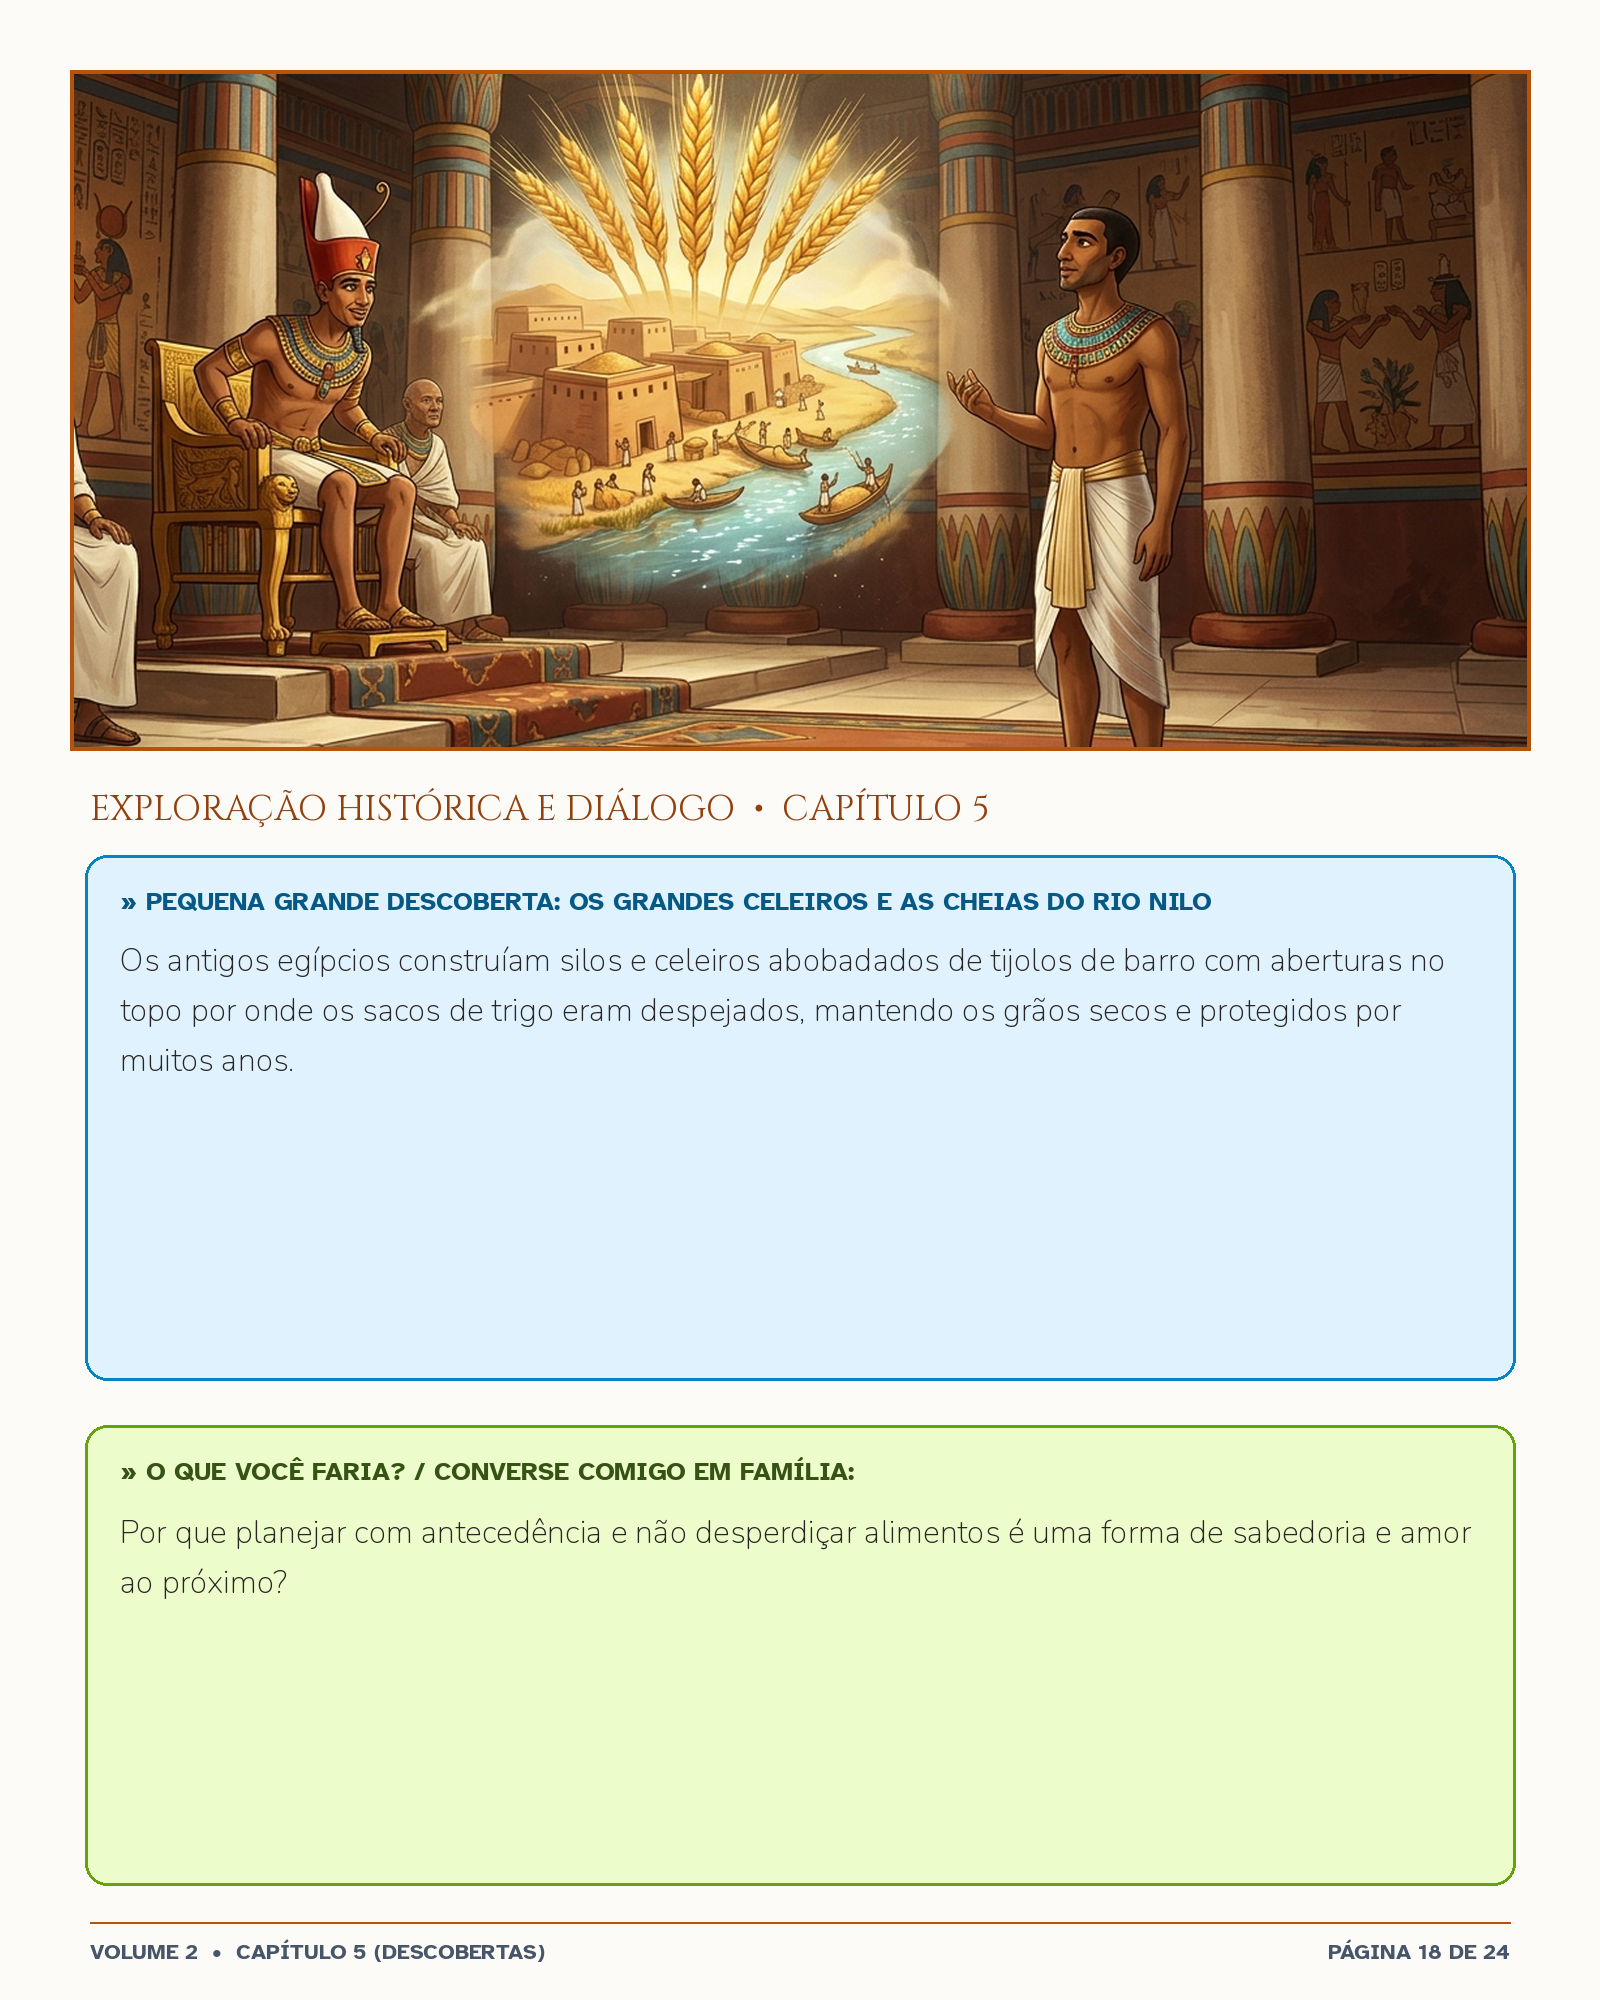 EXPLORAÇÃO HISTÓRICA E DIÁLOGO • CAPÍTULO 5
» PEQUENA GRANDE DESCOBERTA: OS GRANDES CELEIROS E AS CHEIAS DO RIO NILO
Os antigos egípcios construíam silos e celeiros abobadados de tijolos de barro com aberturas no
topo por onde os sacos de trigo eram despejados, mantendo os grãos secos e protegidos por
muitos anos.
» O QUE VOCÊ FARIA? / CONVERSE COMIGO EM FAMÍLIA:
Por que planejar com antecedência e não desperdiçar alimentos é uma forma de sabedoria e amor
ao próximo?
VOLUME 2 • CAPÍTULO 5 (DESCOBERTAS)
PÁGINA 18 DE 24